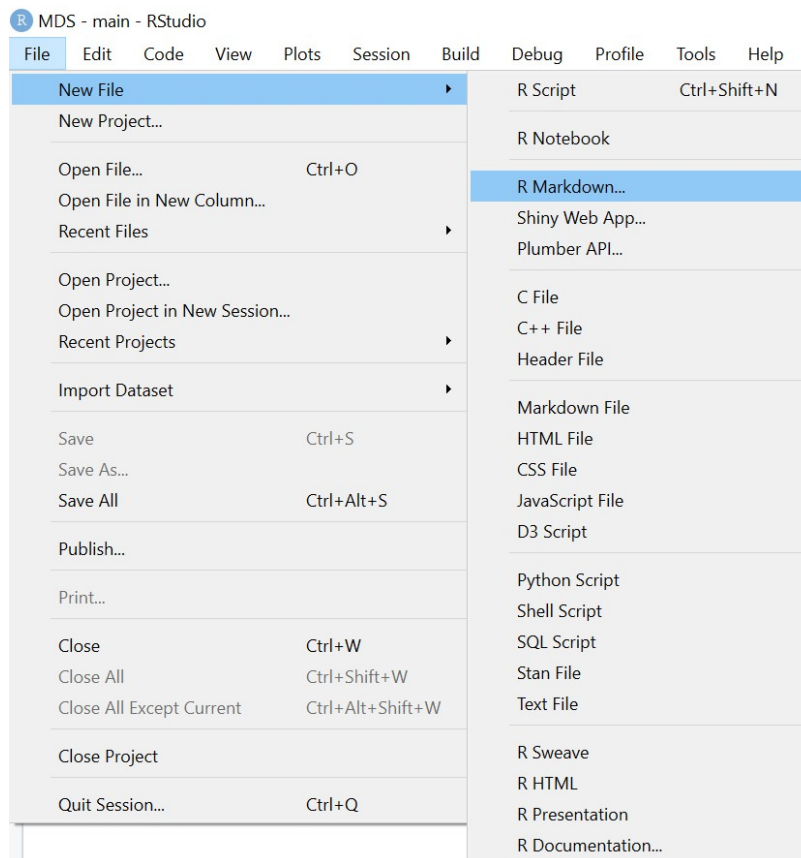 R MDS - main - RStudio
File Edit Code View Plots Session Build Debug Profile Tools Help
New File
New Project...
Open File... Ctrl+O
Open File in New Column...
Recent Files
Open Project...
Open Project in New Session...
Recent Projects
Import Dataset
Save Ctrl+S
Save As...
Save All Ctrl+Alt+S
Publish...
Print...
Close Ctrl+W
Close All Ctrl+Shift+W
Close All Except Current Ctrl+Alt+Shift+W
Close Project
Quit Session... Ctrl+Q
R Script Ctrl+Shift+N
R Notebook
R Markdown...
Shiny Web App...
Plumber API...
C File
C++ File
Header File
Markdown File
HTML File
CSS File
JavaScript File
D3 Script
Python Script
Shell Script
SQL Script
Stan File
Text File
R Sweave
R HTML
R Presentation
R Documentation...